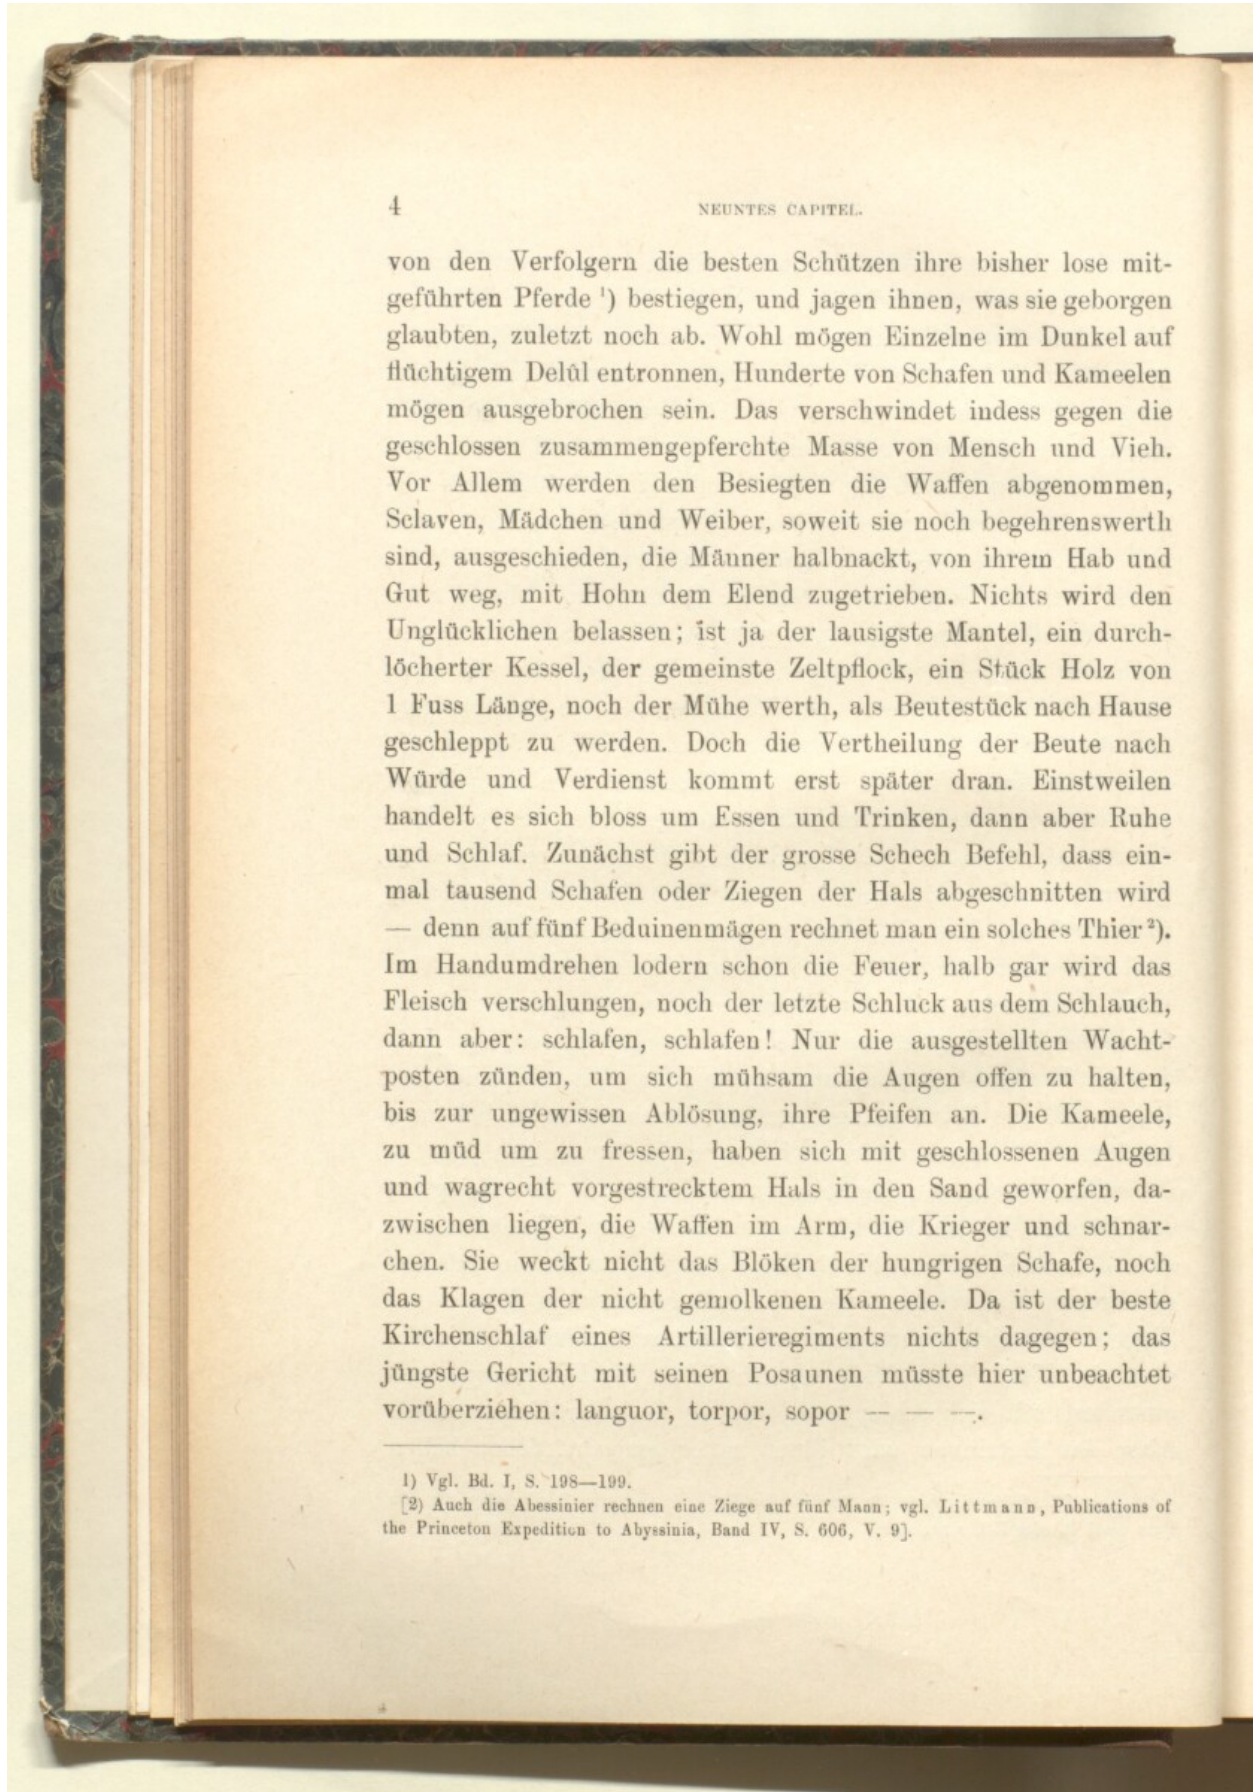 4 NEUNTES CAPITEL.
von den Verfolgern die besten Schützen ihre bisher lose mit-
geführten Pferde ¹) bestiegen, und jagen ihnen, was sie geborgen
glaubten, zuletzt noch ab. Wohl mögen Einzelne im Dunkel auf
flüchtigem Delûl entronnen, Hunderte von Schafen und Kameelen
mögen ausgebrochen sein. Das verschwindet indess gegen die
geschlossen zusammengepferchte Masse von Mensch und Vieh.
Vor Allem werden den Besiegten die Waffen abgenommen,
Sclaven, Mädchen und Weiber, soweit sie noch begehrenswerth
sind, ausgeschieden, die Männer halbnackt, von ihrem Hab und
Gut weg, mit Hohn dem Elend zugetrieben. Nichts wird den
Unglücklichen belassen; ist ja der lausigste Mantel, ein durch-
löcherter Kessel, der gemeinste Zeltpflock, ein Stück Holz von
1 Fuss Länge, noch der Mühe werth, als Beutestück nach Hause
geschleppt zu werden. Doch die Vertheilung der Beute nach
Würde und Verdienst kommt erst später dran. Einstweilen
handelt es sich bloss um Essen und Trinken, dann aber Ruhe
und Schlaf. Zunächst gibt der grosse Schech Befehl, dass ein-
mal tausend Schafen oder Ziegen der Hals abgeschnitten wird
— denn auf fünf Beduinenmägen rechnet man ein solches Thier ²).
Im Handumdrehen lodern schon die Feuer, halb gar wird das
Fleisch verschlungen, noch der letzte Schluck aus dem Schlauch,
dann aber: schlafen, schlafen! Nur die ausgestellten Wacht-
posten zünden, um sich mühsam die Augen offen zu halten,
bis zur ungewissen Ablösung, ihre Pfeifen an. Die Kameele,
zu müd um zu fressen, haben sich mit geschlossenen Augen
und wagrecht vorgestrecktem Hals in den Sand geworfen, da-
zwischen liegen, die Waffen im Arm, die Krieger und schnar-
chen. Sie weckt nicht das Blöken der hungrigen Schafe, noch
das Klagen der nicht gemolkenen Kameele. Da ist der beste
Kirchenschlaf eines Artillerieregiments nichts dagegen; das
jüngste Gericht mit seinen Posaunen müsste hier unbeachtet
vorüberziehen: languor, torpor, sopor — — —.
1) Vgl. Bd. I, S. 198—199.
[2) Auch die Abessinier rechnen eine Ziege auf fünf Mann; vgl. Littmann, Publications of
the Princeton Expedition to Abyssinia, Band IV, S. 606, V. 9].